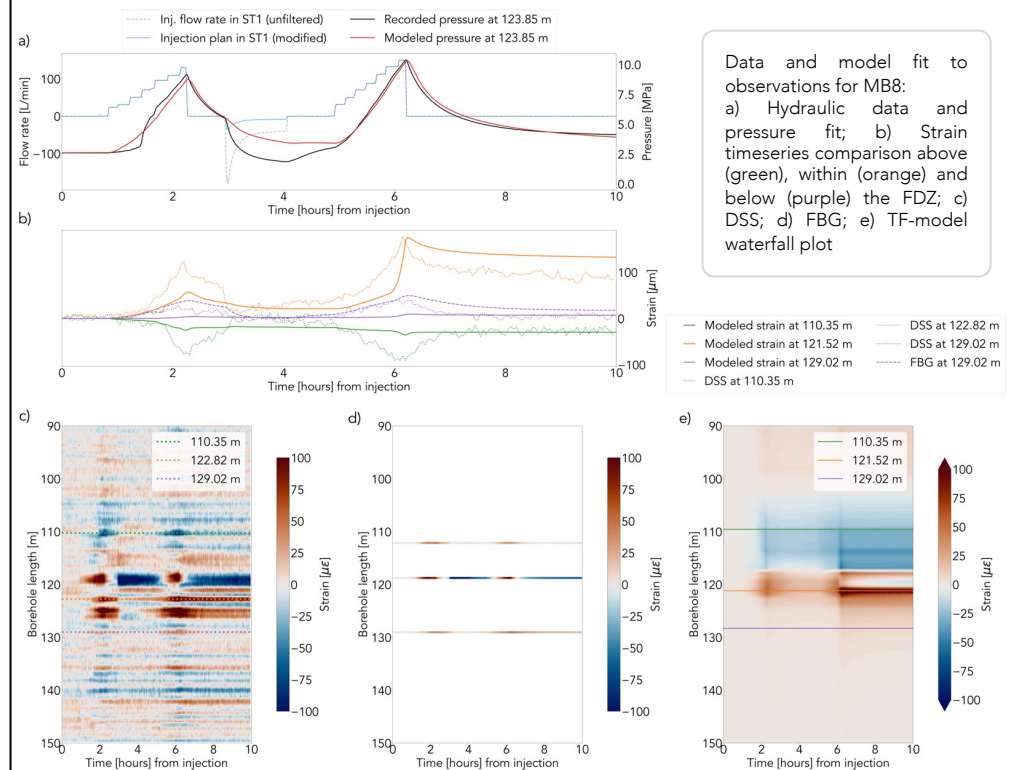 Inj. flow rate in ST1 (unfiltered)
Injection plan in ST1 (modified)
Recorded pressure at 123.85 m
Modeled pressure at 123.85 m
a)
Flow rate [L/min]
100
0
−100
10.0
7.5
5.0
2.5
0.0
Pressure [MPa]
0 2 4 6 8 10
Time [hours] from injection
Data and model fit to
observations for MB8:
a) Hydraulic data and
pressure fit; b) Strain
timeseries comparison above
(green), within (orange) and
below (purple) the FDZ; c)
DSS; d) FBG; e) TF-model
waterfall plot
b)
100
0
−100
Strain [μm]
0 2 4 6 8 10
Time [hours] from injection
Modeled strain at 110.35 m
Modeled strain at 121.52 m
Modeled strain at 129.02 m
DSS at 110.35 m
DSS at 122.82 m
DSS at 129.02 m
FBG at 129.02 m
c)
Borehole length [m]
90
100
110
120
130
140
150
110.35 m
122.82 m
129.02 m
0 2 4 6 8 10
Time [hours] from injection
100
75
50
25
0
−25
−50
−75
−100
Strain [με]
d)
Borehole length [m]
90
100
110
120
130
140
150
0 2 4 6 8 10
Time [hours] from injection
100
75
50
25
0
−25
−50
−75
−100
Strain [με]
e)
Borehole length [m]
90
100
110
120
130
140
150
110.35 m
121.52 m
129.02 m
0 2 4 6 8 10
Time [hours] from injection
100
75
50
25
0
−25
−50
−75
−100
Strain [με]